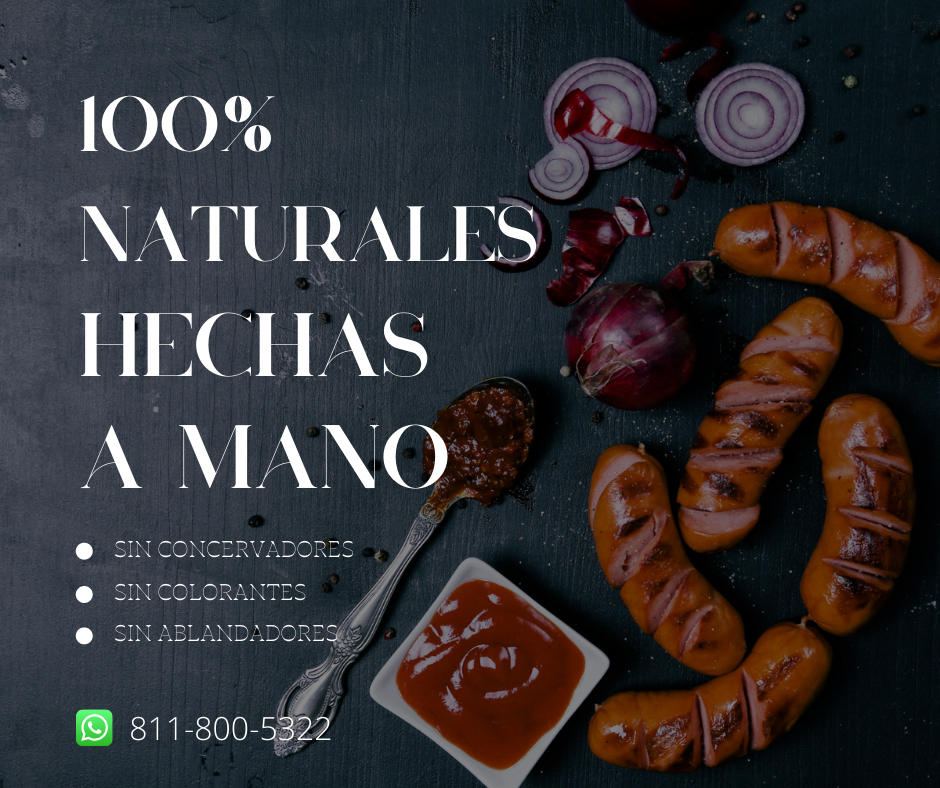 100%
NATURALES
HECHAS
A MANO
SIN CONCERVADORES
SIN COLORANTES
SIN ABLANDADORES
811-800-5322